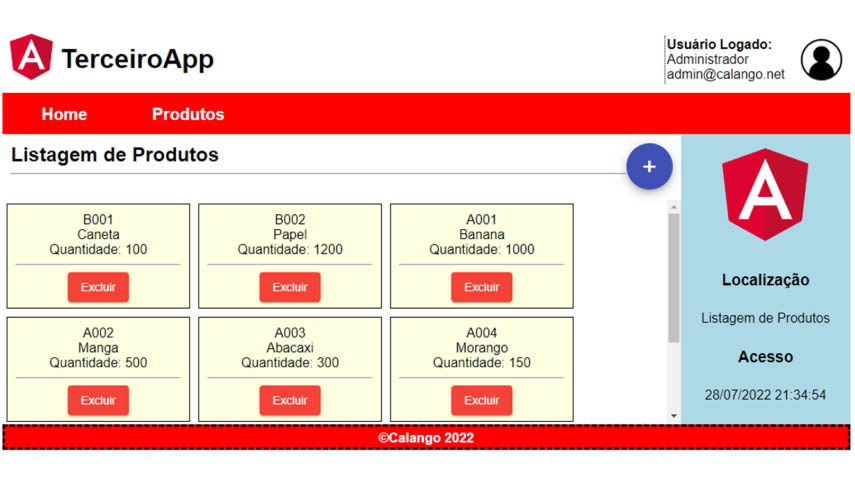 TerceiroApp
Usuário Logado:
Administrador
admin@calango.net
Home
Produtos
Listagem de Produtos
+
B001
Caneta
Quantidade: 100
Excluir
B002
Papel
Quantidade: 1200
Excluir
A001
Banana
Quantidade: 1000
Excluir
A002
Manga
Quantidade: 500
Excluir
A003
Abacaxi
Quantidade: 300
Excluir
A004
Morango
Quantidade: 150
Excluir
Localização
Listagem de Produtos
Acesso
28/07/2022 21:34:54
©Calango 2022